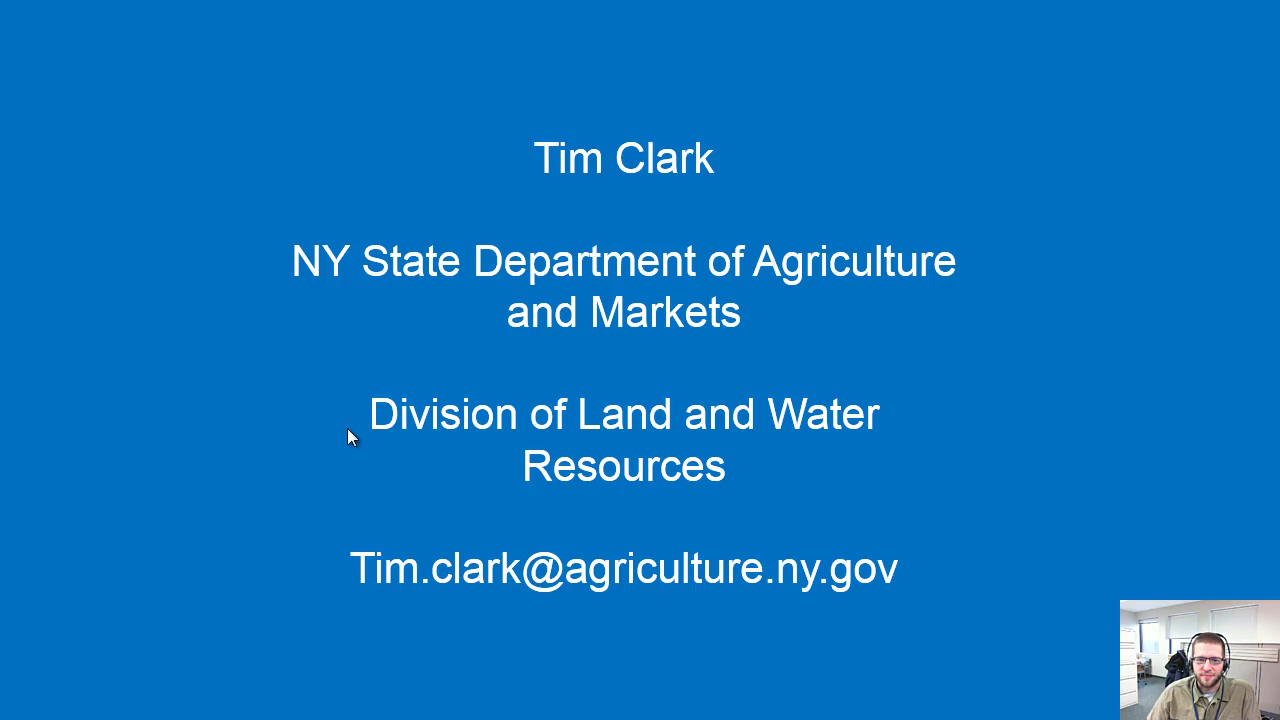 Tim Clark
NY State Department of Agriculture
and Markets
Division of Land and Water
Resources
Tim.clark@agriculture.ny.gov